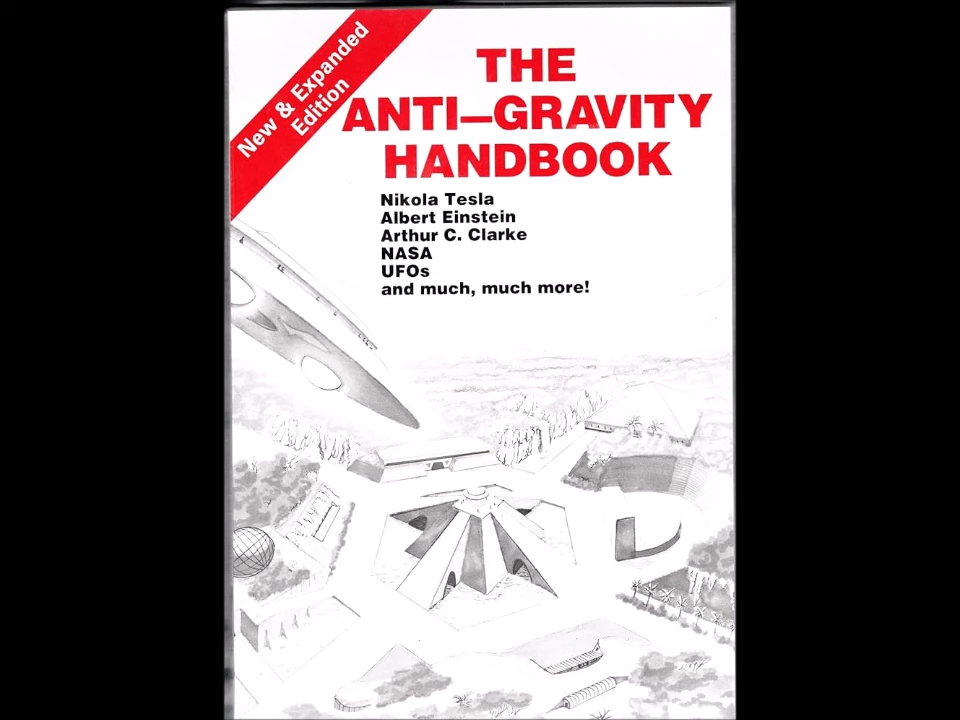 New & Expanded
Edition
THE
ANTI—GRAVITY
HANDBOOK
Nikola Tesla
Albert Einstein
Arthur C. Clarke
NASA
UFOs
and much, much more!